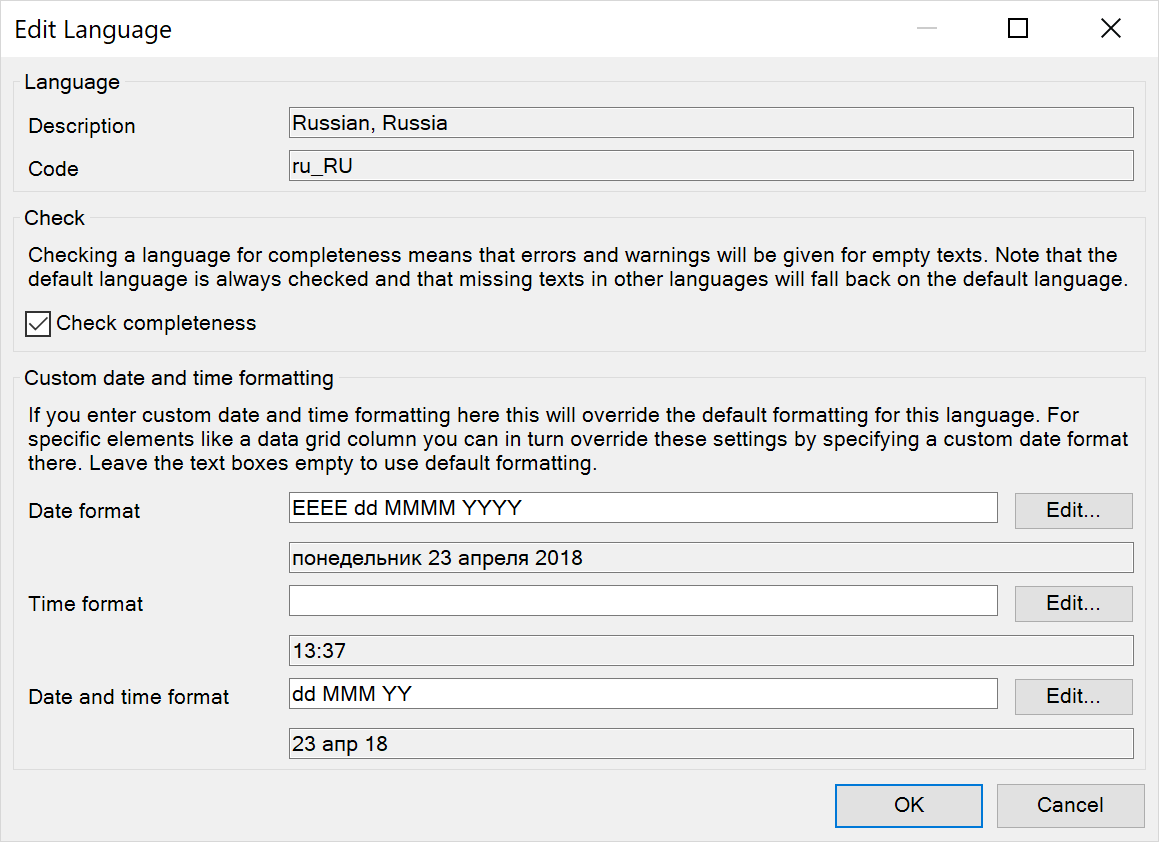 Edit Language
Language
Description
Russian, Russia
Code
ru_RU
Check
Checking a language for completeness means that errors and warnings will be given for empty texts. Note that the
default language is always checked and that missing texts in other languages will fall back on the default language.
Check completeness
Custom date and time formatting
If you enter custom date and time formatting here this will override the default formatting for this language. For
specific elements like a data grid column you can in turn override these settings by specifying a custom date format
there. Leave the text boxes empty to use default formatting.
Date format
EEEE dd MMMM YYYY
Edit...
понедельник 23 апреля 2018
Time format
Edit...
13:37
Date and time format
dd MMM YY
Edit...
23 апр 18
OK
Cancel